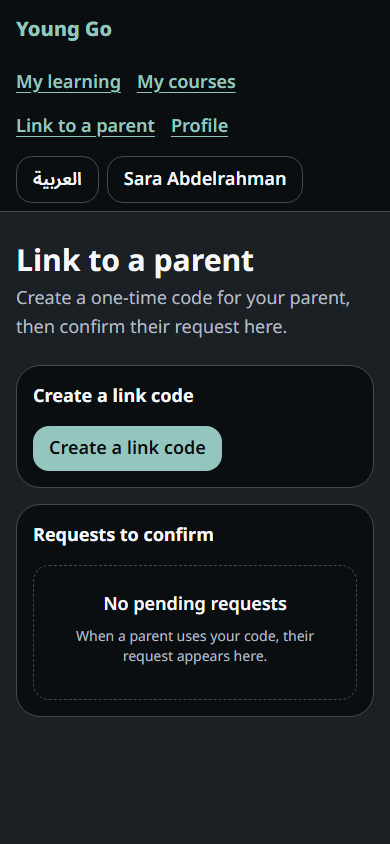 Young Go
My learning My courses
Link to a parent Profile
العربية Sara Abdelrahman
Link to a parent
Create a one-time code for your parent,
then confirm their request here.
Create a link code
Create a link code
Requests to confirm
No pending requests
When a parent uses your code, their
request appears here.